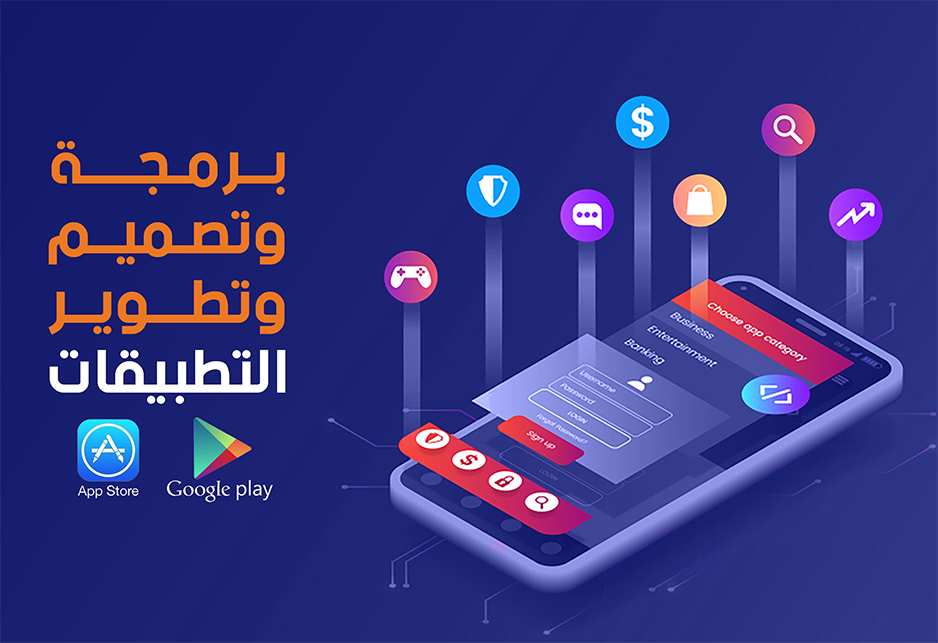 برمجة
وتصميم
وتطوير
التطبيقات
App Store
Google play
Choose app category
Business
Entertainment
Banking
Username
Password
LOGIN
Forgot Password?
Sign up
LOGIN